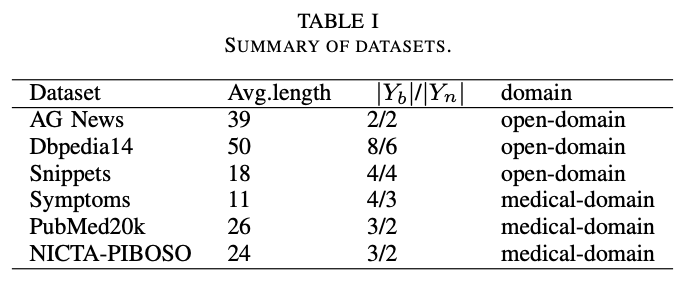 TABLE I
SUMMARY OF DATASETS.
Dataset Avg.length |Y_b|/|Y_n| domain
AG News 39 2/2 open-domain
Dbpedia14 50 8/6 open-domain
Snippets 18 4/4 open-domain
Symptoms 11 4/3 medical-domain
PubMed20k 26 3/2 medical-domain
NICTA-PIBOSO 24 3/2 medical-domain